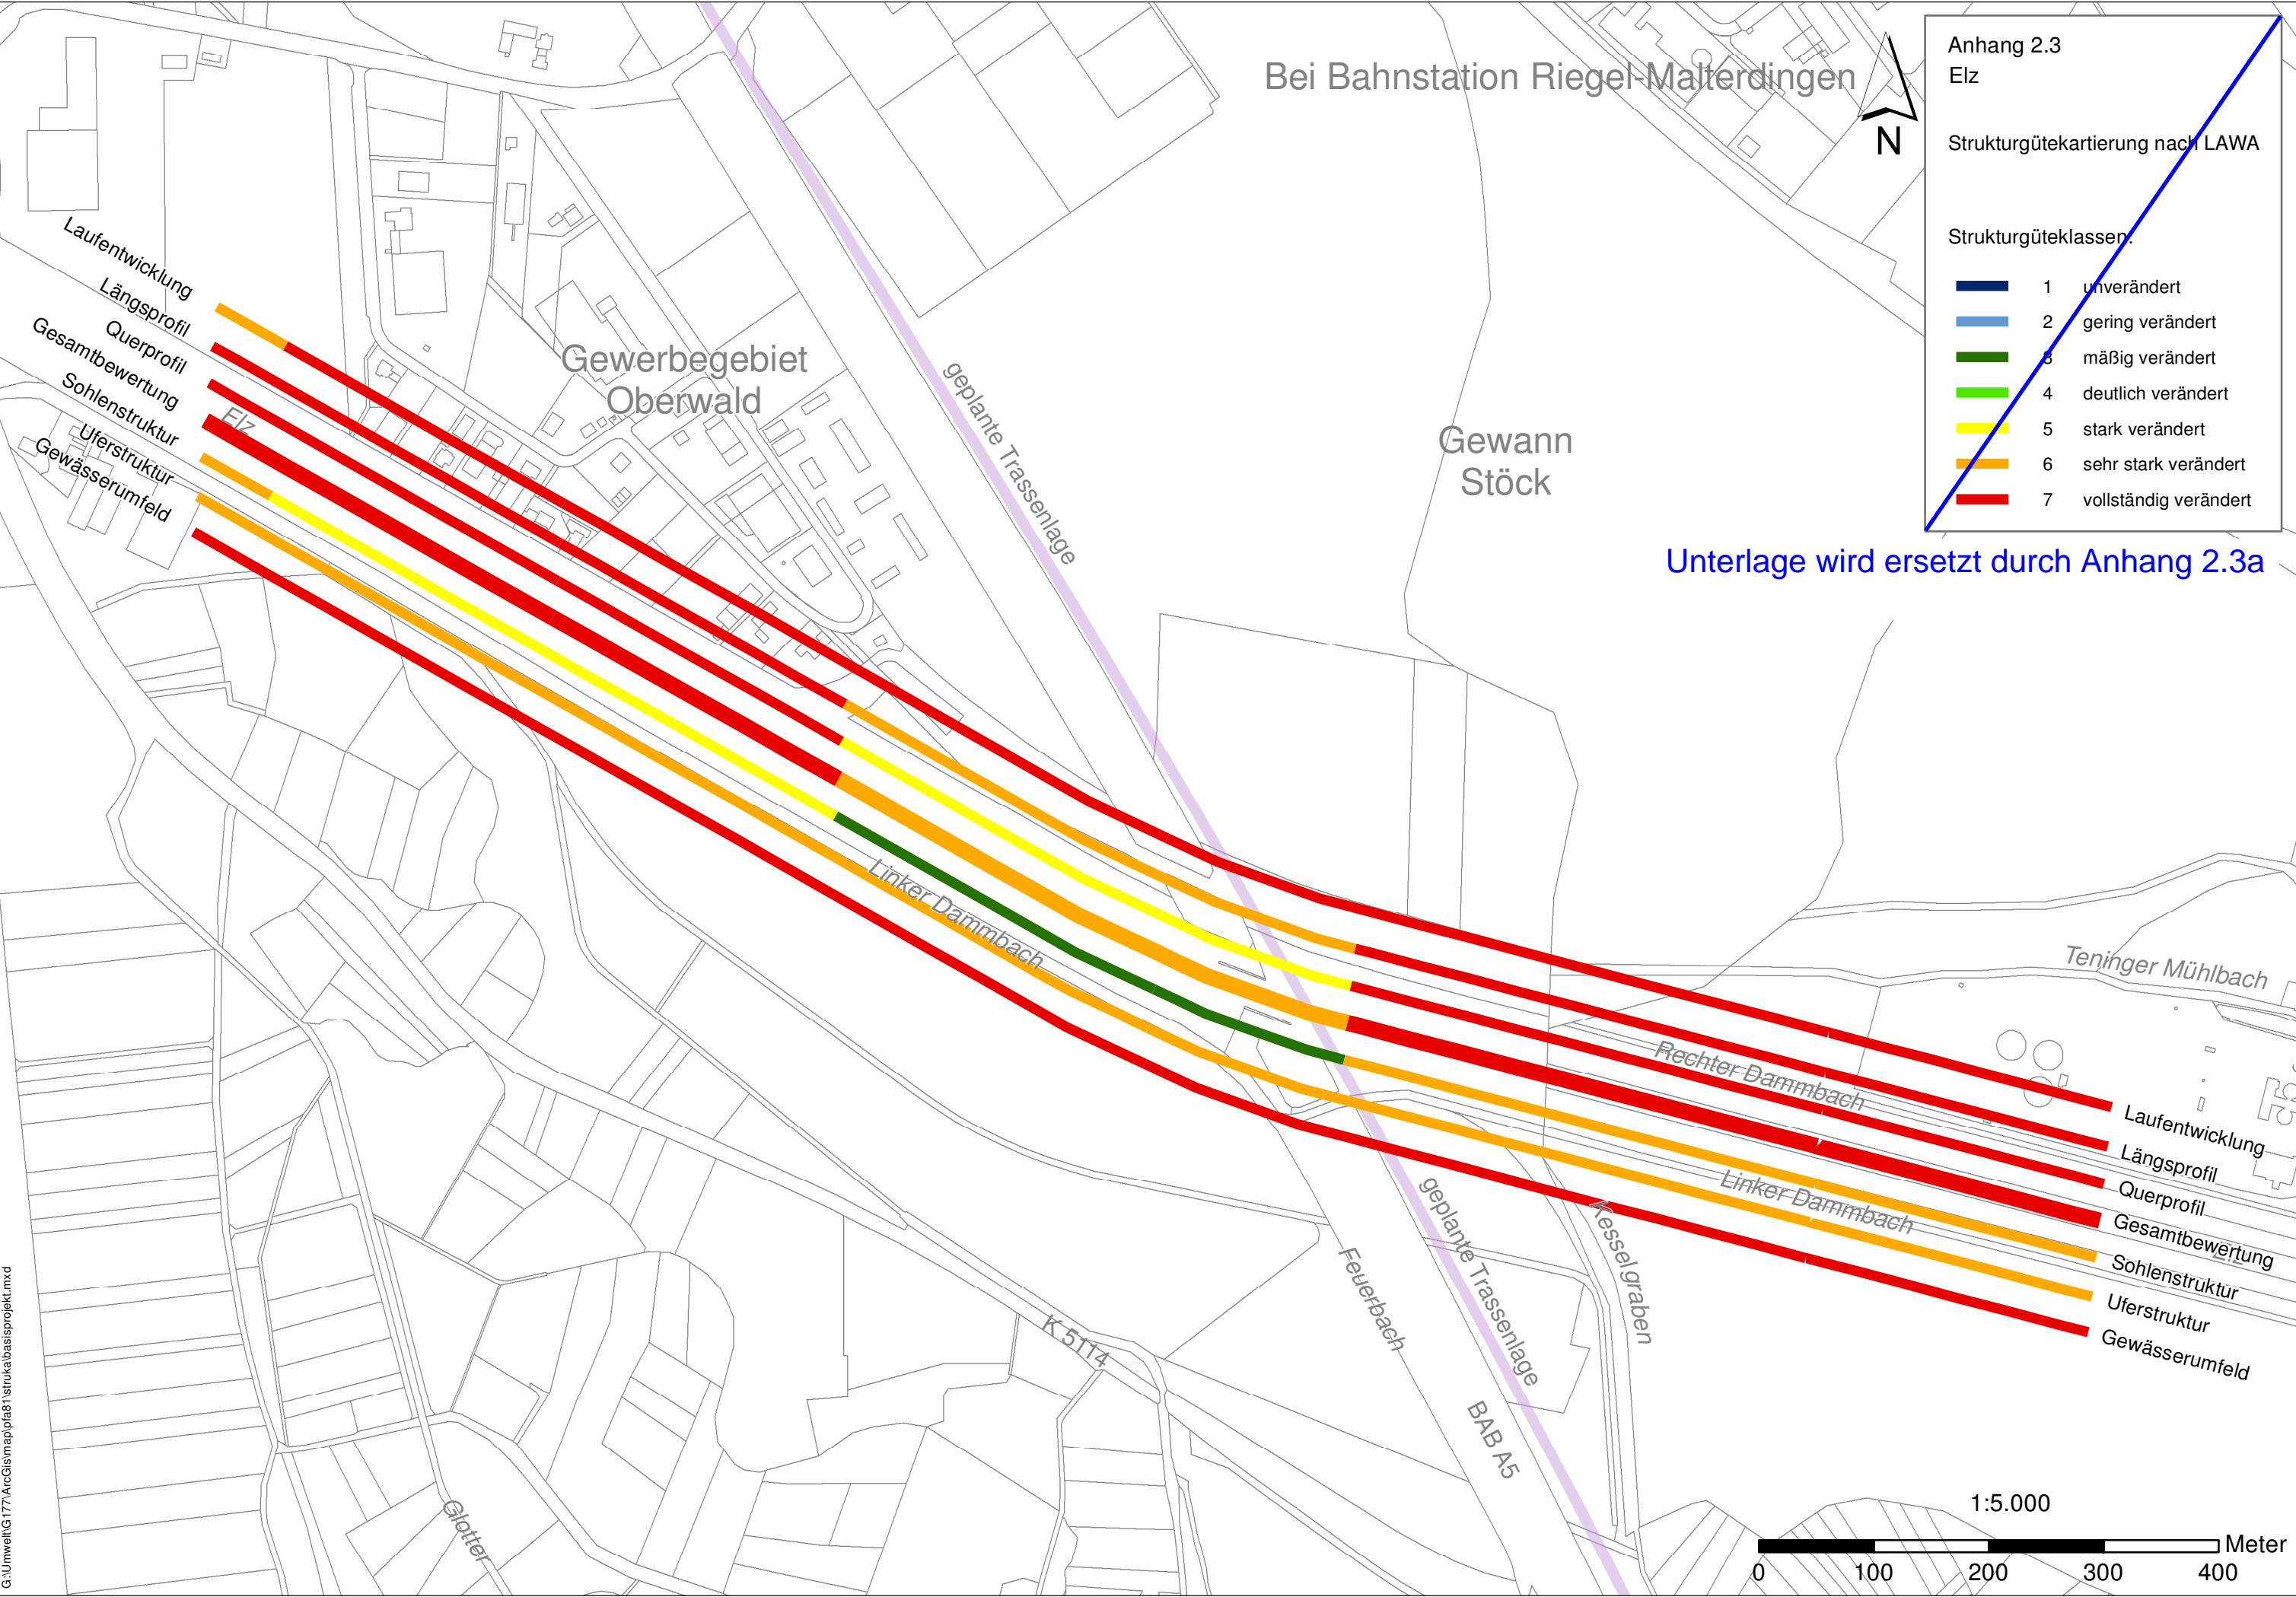 Bei Bahnstation Riegel-Malterdingen
N
Anhang 2.3
Elz
Strukturgütekartierung nach LAWA
Strukturgüteklassen:
1 unverändert
2 gering verändert
3 mäßig verändert
4 deutlich verändert
5 stark verändert
6 sehr stark verändert
7 vollständig verändert
Unterlage wird ersetzt durch Anhang 2.3a
Laufentwicklung
Längsprofil
Querprofil
Gesamtbewertung
Sohlenstruktur
Uferstruktur
Gewässerumfeld
Elz
Gewerbegebiet
Oberwald
geplante Trassenlage
Gewann
Stöck
Linker Dammbach
Teninger Mühlbach
Rechter Dammbach
Linker Dammbach
Laufentwicklung
Längsprofil
Querprofil
Gesamtbewertung
Elz
Sohlenstruktur
Uferstruktur
Gewässerumfeld
geplante Trassenlage
Kesselgraben
Feuerbach
K 5114
BAB A5
Glotter
1:5.000
Meter
0 100 200 300 400
G:\Umwelt\G177\ArcGis\map\pfa81\struka\basisprojekt.mxd